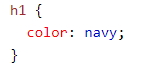 h1 {
  color: navy;
}